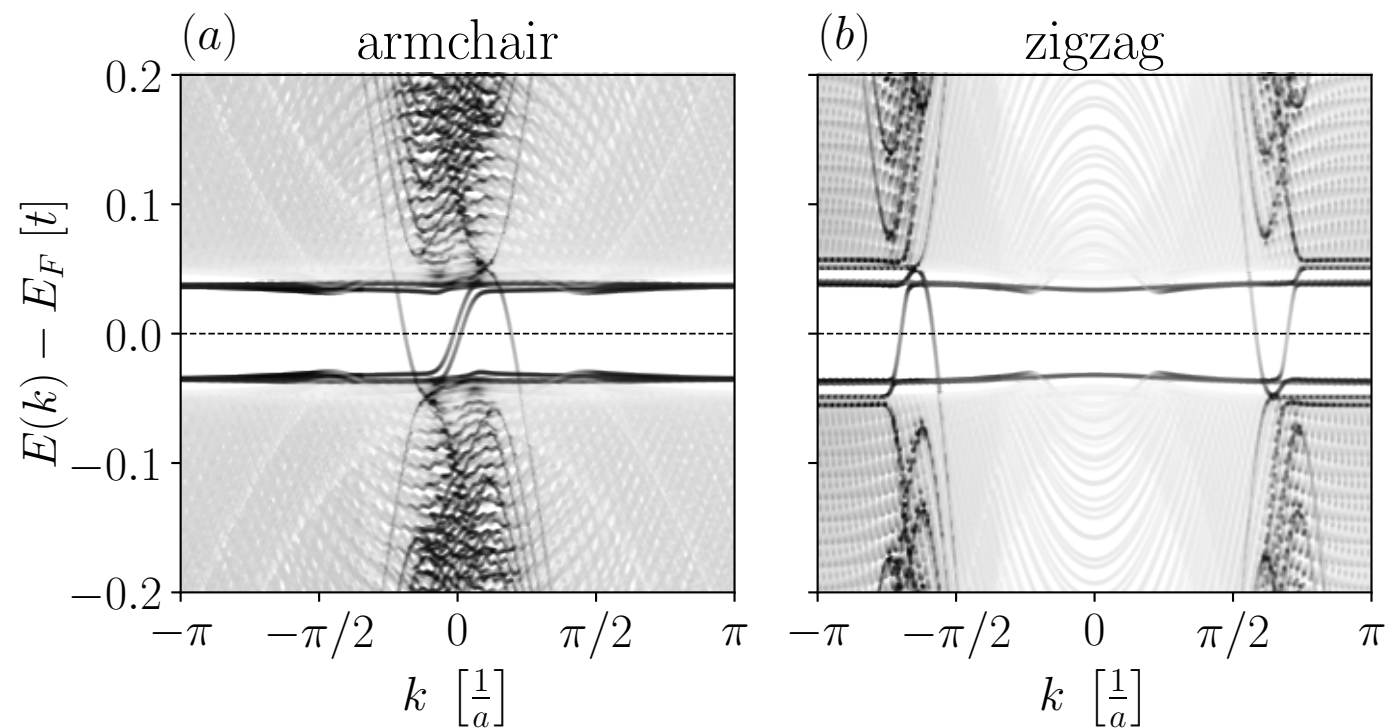 (a) armchair
(b) zigzag
E(k) − E_F [t]
0.2
0.1
0.0
−0.1
−0.2
−π −π/2 0 π/2 π
−π −π/2 0 π/2 π
k [1/a]
k [1/a]